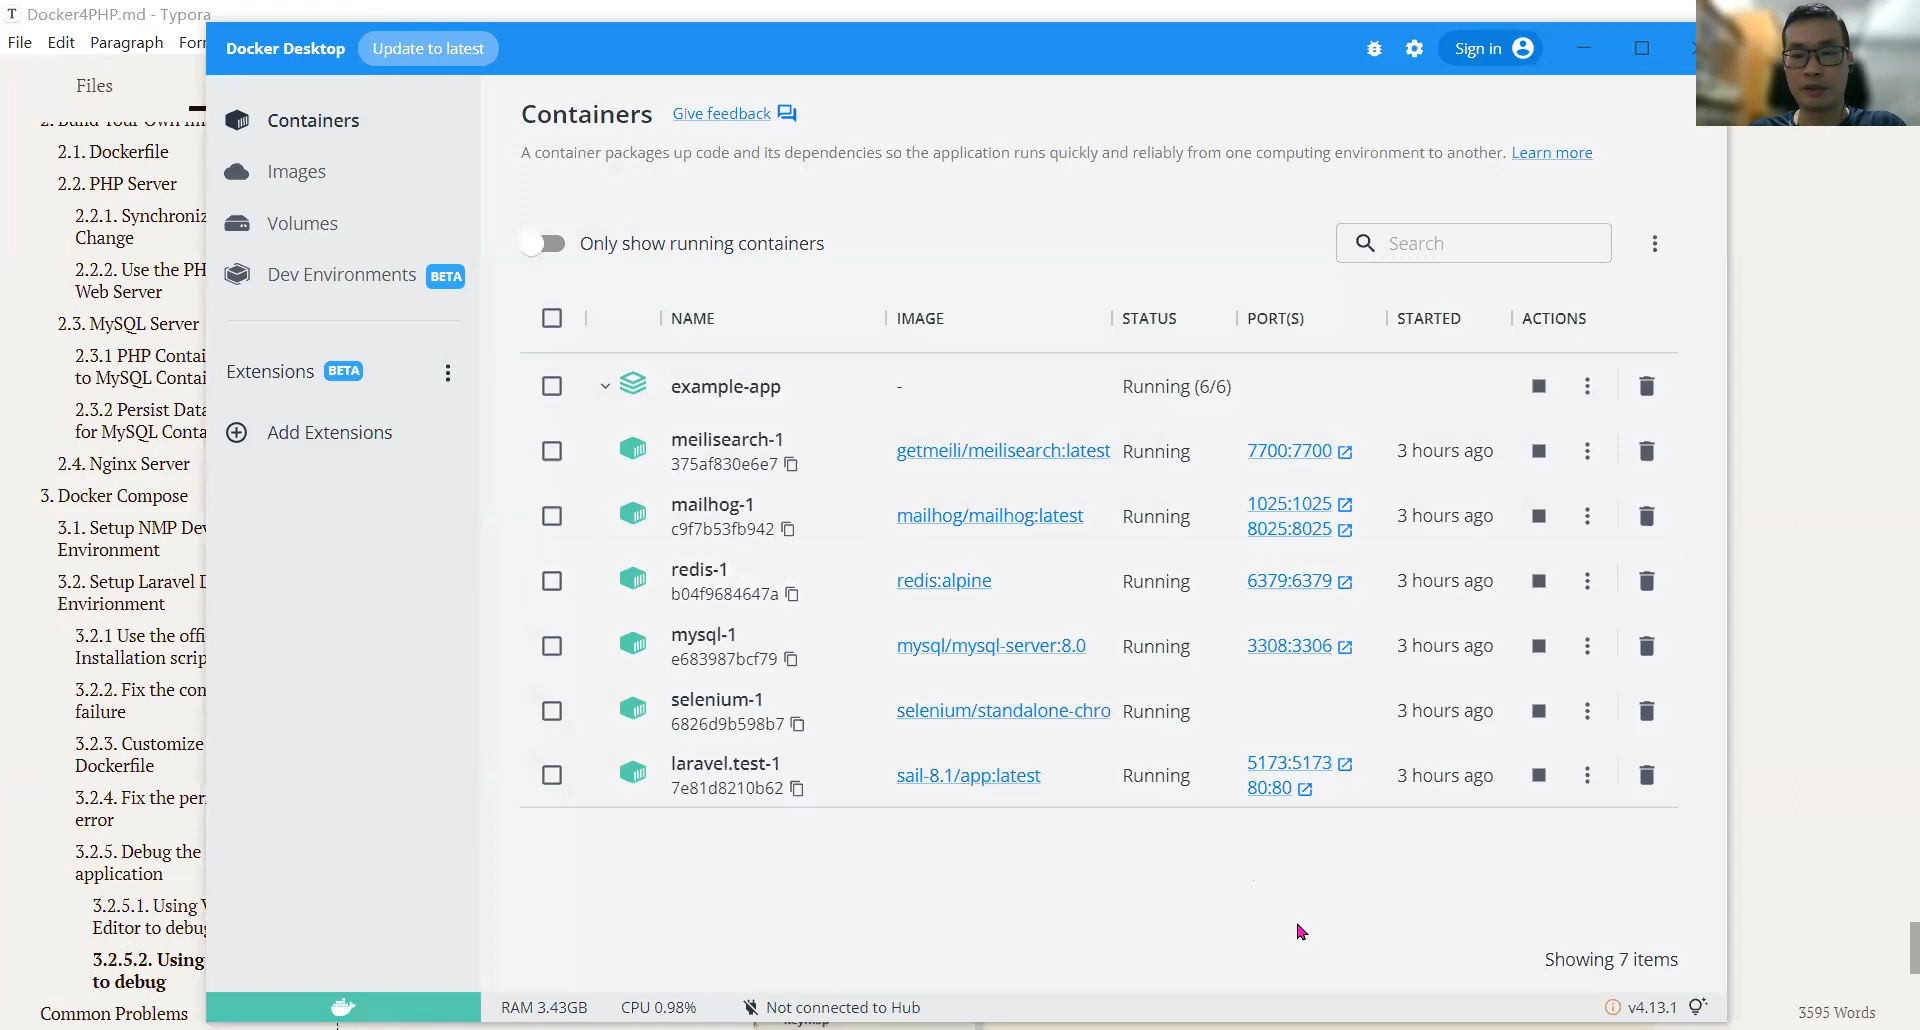 T Docker4PHP.md - Typora
File Edit Paragraph For
Files
2.1. Dockerfile
2.2. PHP Server
2.2.1. Synchroniz
Change
2.2.2. Use the PH
Web Server
2.3. MySQL Server
2.3.1 PHP Contai
to MySQL Contai
2.3.2 Persist Data
for MySQL Conta
2.4. Nginx Server
3. Docker Compose
3.1. Setup NMP Dev
Environment
3.2. Setup Laravel D
Envirionment
3.2.1 Use the offi
Installation scrip
3.2.2. Fix the con
failure
3.2.3. Customize
Dockerfile
3.2.4. Fix the per
error
3.2.5. Debug the
application
3.2.5.1. Using V
Editor to debug
3.2.5.2. Using
to debug
Common Problems
Docker Desktop Update to latest Sign in
Containers
Images
Volumes
Dev Environments BETA
Extensions BETA
Add Extensions
Containers Give feedback
A container packages up code and its dependencies so the application runs quickly and reliably from one computing environment to another. Learn more
Only show running containers Search
NAME IMAGE STATUS PORT(S) STARTED ACTIONS
example-app - Running (6/6)
meilisearch-1
375af830e6e7 getmeili/meilisearch:latest Running 7700:7700 3 hours ago
mailhog-1
c9f7b53fb942 mailhog/mailhog:latest Running 1025:1025 3 hours ago
8025:8025
redis-1
b04f9684647a redis:alpine Running 6379:6379 3 hours ago
mysql-1
e683987bcf79 mysql/mysql-server:8.0 Running 3308:3306 3 hours ago
selenium-1
6826d9b598b7 selenium/standalone-chro Running 3 hours ago
laravel.test-1
7e81d8210b62 sail-8.1/app:latest Running 5173:5173 3 hours ago
80:80
Showing 7 items
RAM 3.43GB CPU 0.98% Not connected to Hub v4.13.1
3595 Words